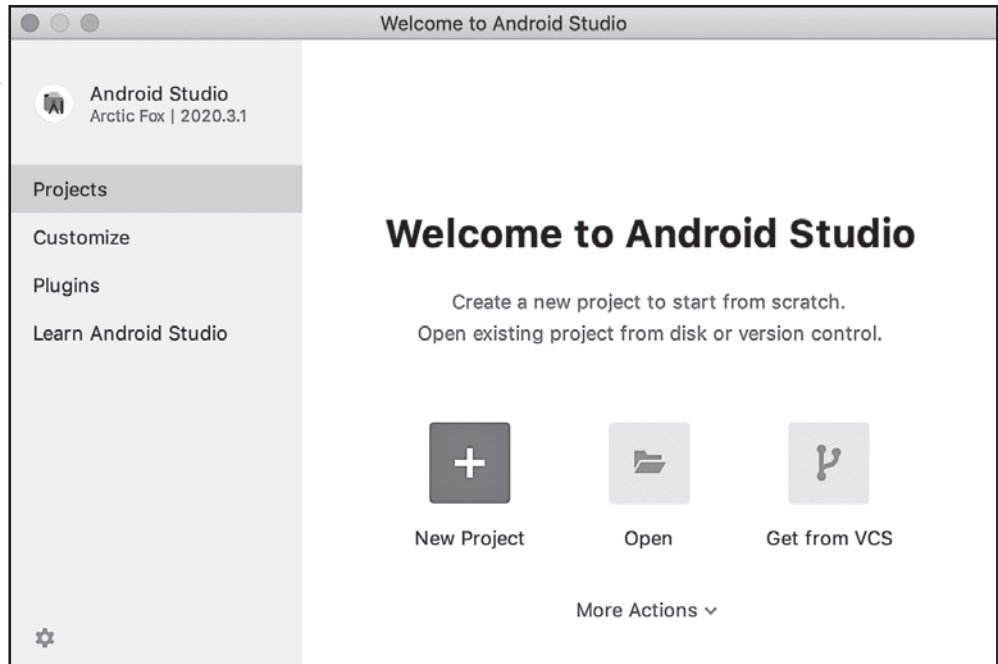 Welcome to Android Studio
Android Studio
Arctic Fox | 2020.3.1
Projects
Customize
Plugins
Learn Android Studio
Welcome to Android Studio
Create a new project to start from scratch.
Open existing project from disk or version control.
New Project
Open
Get from VCS
More Actions